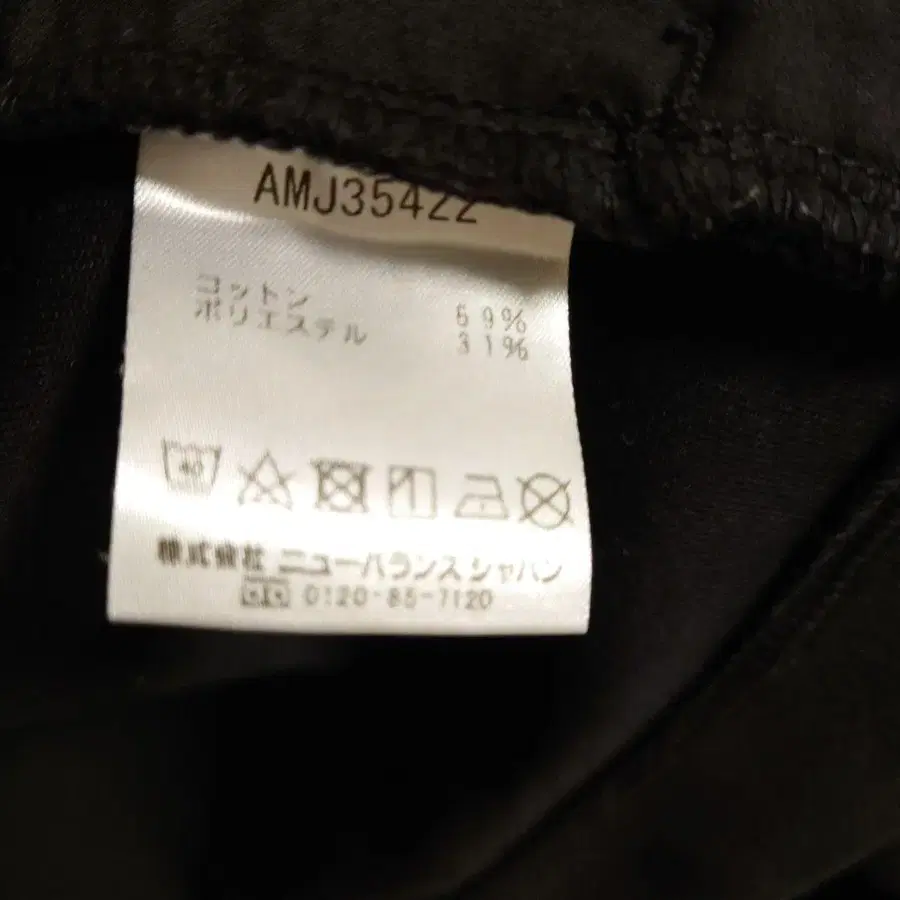 AMJ35422
コットン 69%
ポリエステル 31%
40
株式会社 ニューバランスジャパン
0120-85-7120